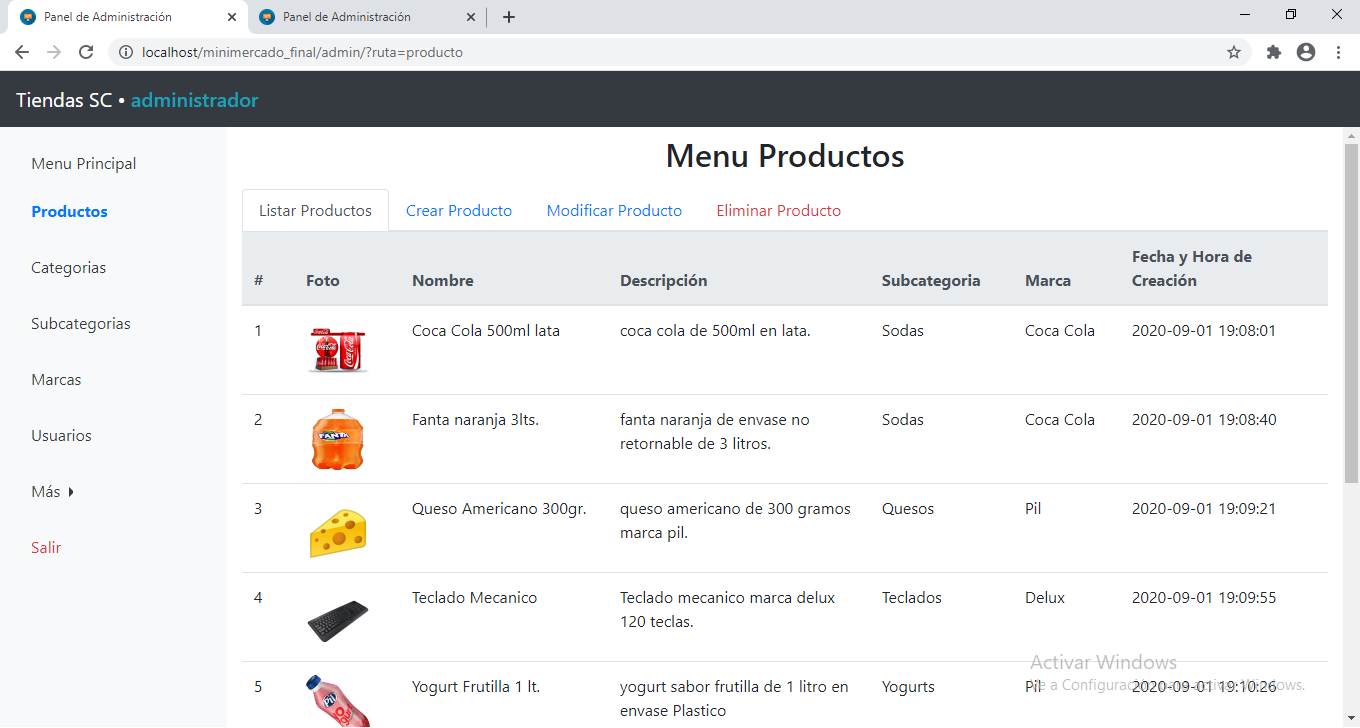 Panel de Administración
Panel de Administración
localhost/minimercado_final/admin/?ruta=producto
Tiendas SC • administrador
Menu Principal
Productos
Categorias
Subcategorias
Marcas
Usuarios
Más
Salir
Menu Productos
Listar Productos Crear Producto Modificar Producto Eliminar Producto
# Foto Nombre Descripción Subcategoria Marca Fecha y Hora de
Creación
1 Coca Cola 500ml lata coca cola de 500ml en lata. Sodas Coca Cola 2020-09-01 19:08:01
2 Fanta naranja 3lts. fanta naranja de envase no Sodas Coca Cola 2020-09-01 19:08:40
retornable de 3 litros.
FANTA
3 Queso Americano 300gr. queso americano de 300 gramos Quesos Pil 2020-09-01 19:09:21
marca pil.
4 Teclado Mecanico Teclado mecanico marca delux Teclados Delux 2020-09-01 19:09:55
120 teclas.
5 Yogurt Frutilla 1 lt. yogurt sabor frutilla de 1 litro en Yogurts Pil 2020-09-01 19:10:26
envase Plastico
Pil
Activar Windows
Ve a Configuración para activar Windows.